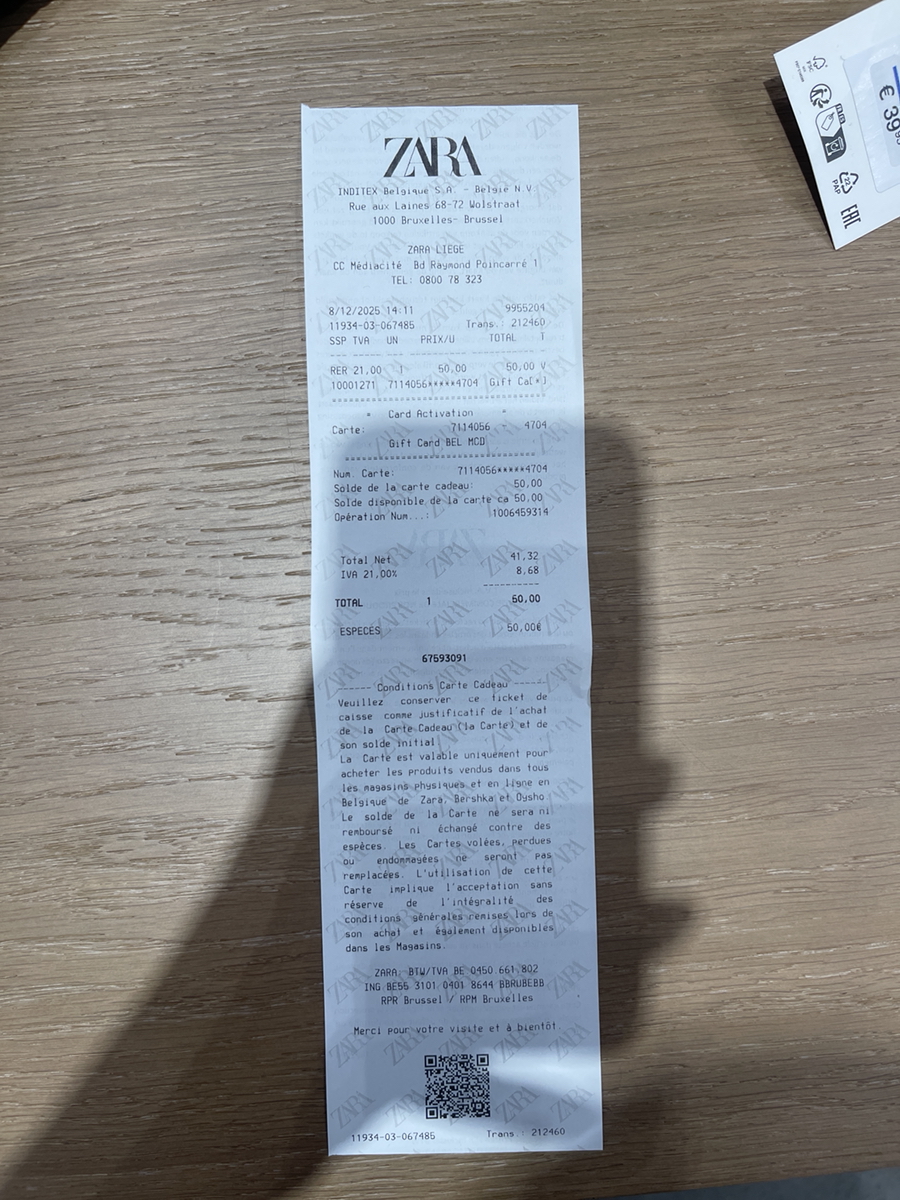 ZARA
INDITEX Belgique S.A. - België N.V.
Rue aux Laines 68-72 Wolstraat
1000 Bruxelles- Brussel
ZARA LIEGE
CC Médiacité Bd Raymond Poincarré 1
TEL: 0800 78 323
8/12/2025 14:11 9955204
11934-03-067485 Trans.: 212460
SSP TVA UN PRIX/U TOTAL T
RER 21,00 1 50,00 50,00 V
10001271 7114056*****4704 Gift Ca(*)
* Card Activation *
Carte: 7114056 - 4704
Gift Card BEL MCD
Num. Carte: 7114056*****4704
Solde de la carte cadeau: 50,00
Solde disponible de la carte ca 50,00
Opération Num...: 1006459314
Total Net 41,32
IVA 21,00% 8,68
TOTAL 1 50,00
ESPECES 50,00€
67593091
------ Conditions Carte Cadeau ------
Veuillez conserver ce ticket de
caisse comme justificatif de l'achat
de la Carte Cadeau (la Carte) et de
son solde initial.
La Carte est valable uniquement pour
acheter les produits vendus dans tous
les magasins physiques et en ligne en
Belgique de Zara, Bershka et Oysho.
Le solde de la Carte ne sera ni
remboursé ni échangé contre des
espèces. Les Cartes volées, perdues
ou endommagées ne seront pas
remplacées. L'utilisation de cette
Carte implique l'acceptation sans
réserve de l'intégralité des
conditions générales remises lors de
son achat et également disponibles
dans les Magasins.
ZARA. BTW/TVA BE 0450.661.802
ING BE55 3101 0401 8644 BBRUBEBB
RPR Brussel / RPM Bruxelles
Merci pour votre visite et à bientôt.
11934-03-067485 Trans.: 212460
€ 39
FSC
22
PAP
EAC